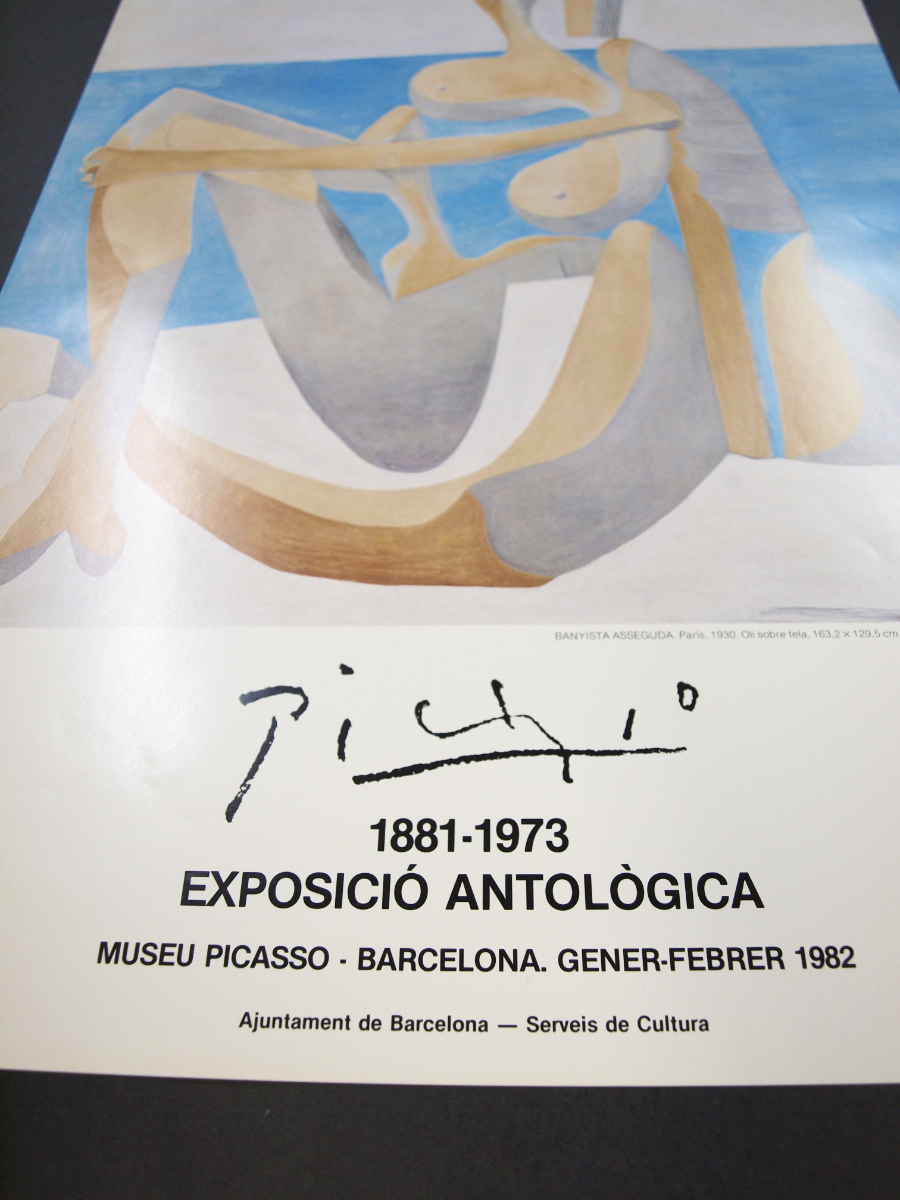 BANYISTA ASSEGUDA. París, 1930. Oli sobre tela, 163,2 × 129,5 cm
Picasso
1881-1973
EXPOSICIÓ ANTOLÒGICA
MUSEU PICASSO - BARCELONA. GENER-FEBRER 1982
Ajuntament de Barcelona — Serveis de Cultura